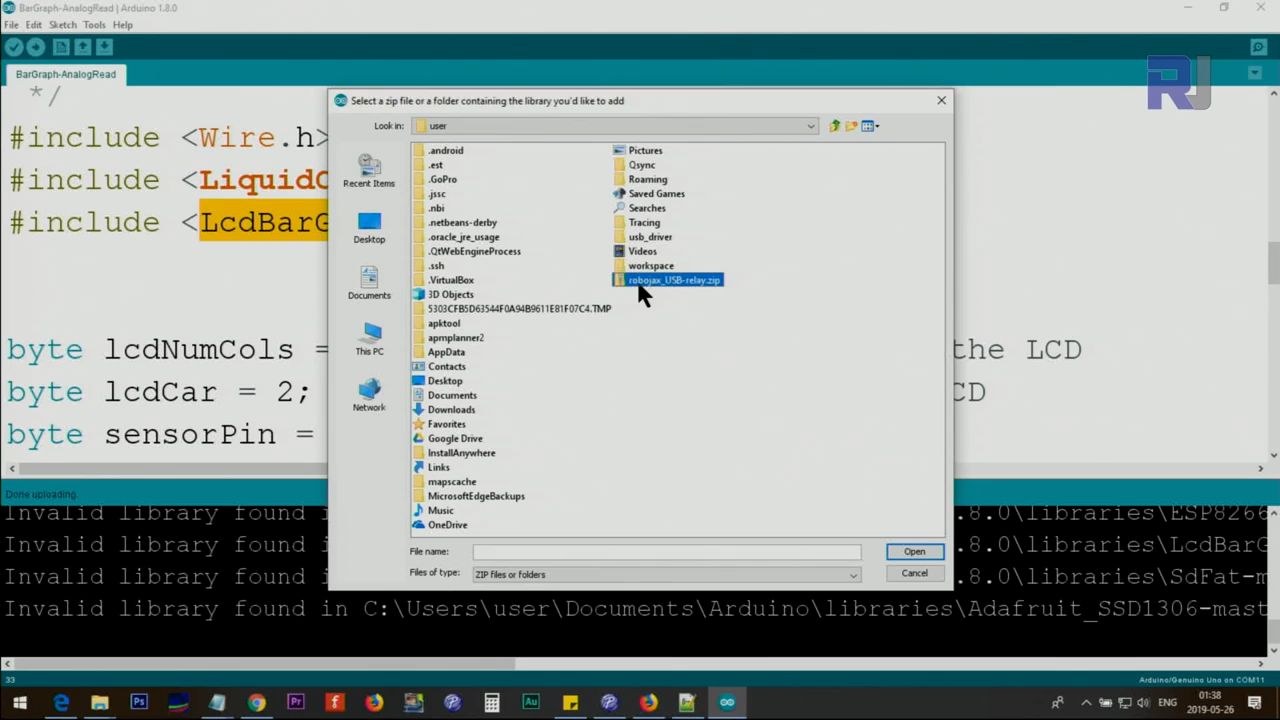 BarGraph-AnalogRead | Arduino 1.8.0
File Edit Sketch Tools Help
BarGraph-AnalogRead
RJ
*/
#include <Wire.h>
#include <LiquidC
#include <LcdBarG
byte lcdNumCols = the LCD
byte lcdCar = 2; CD
byte sensorPin =
Select a zip file or a folder containing the library you'd like to add
Look in: user
Recent Items
Desktop
Documents
This PC
Network
.android
.est
.GoPro
.jssc
.nbi
.netbeans-derby
.oracle_jre_usage
.QtWebEngineProcess
.ssh
.VirtualBox
3D Objects
5303CFB5D63544F0A94B9611E81F07C4.TMP
apktool
apmplanner2
AppData
Contacts
Desktop
Documents
Downloads
Favorites
Google Drive
InstallAnywhere
Links
mapscache
MicrosoftEdgeBackups
Music
OneDrive
Pictures
Qsync
Roaming
Saved Games
Searches
Tracing
usb_driver
Videos
workspace
robojax_USB-relay.zip
File name: Open
Files of type: ZIP files or folders Cancel
Done uploading.
Invalid library found i .8.0\libraries\ESP8266
Invalid library found i .8.0\libraries\LcdBarG
Invalid library found i .8.0\libraries\SdFat-m
Invalid library found in C:\Users\user\Documents\Arduino\libraries\Adafruit_SSD1306-mast
33 Arduino/Genuino Uno on COM11
Ps Pr Au ENG 01:38
2019-05-26